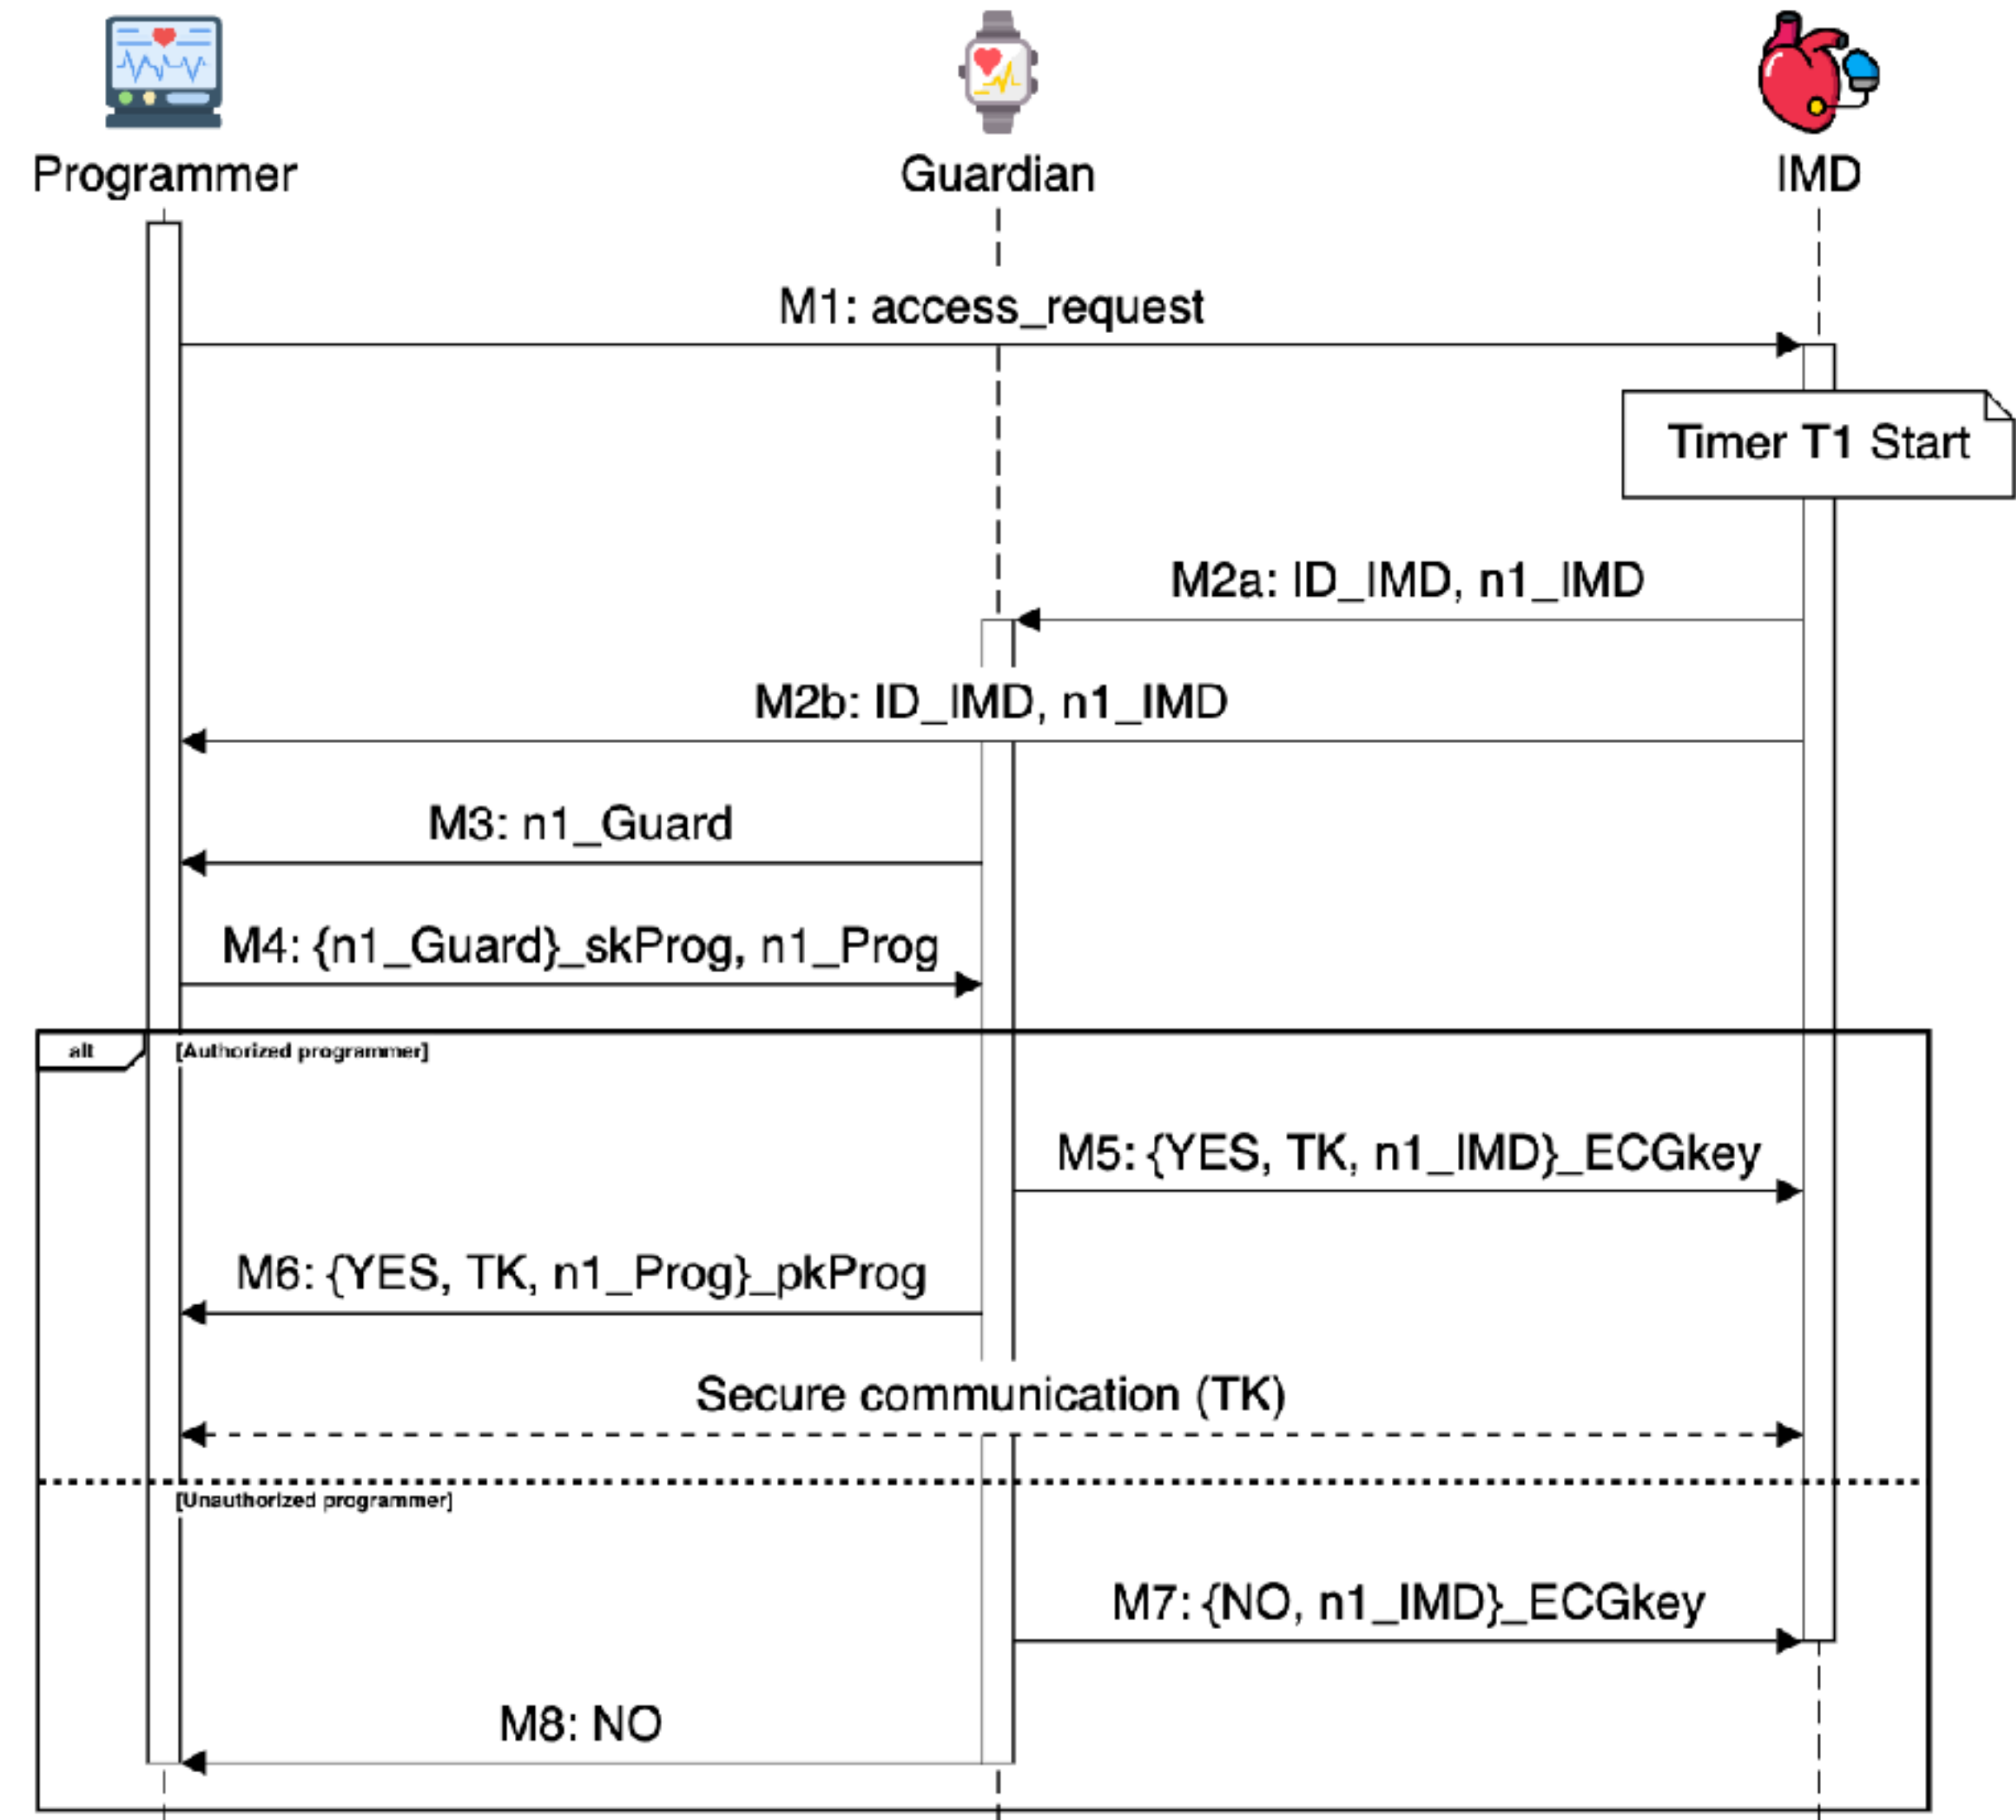 Programmer
Guardian
IMD
M1: access_request
Timer T1 Start
M2a: ID_IMD, n1_IMD
M2b: ID_IMD, n1_IMD
M3: n1_Guard
M4: {n1_Guard}_skProg, n1_Prog
alt
[Authorized programmer]
M5: {YES, TK, n1_IMD}_ECGkey
M6: {YES, TK, n1_Prog}_pkProg
Secure communication (TK)
[Unauthorized programmer]
M7: {NO, n1_IMD}_ECGkey
M8: NO